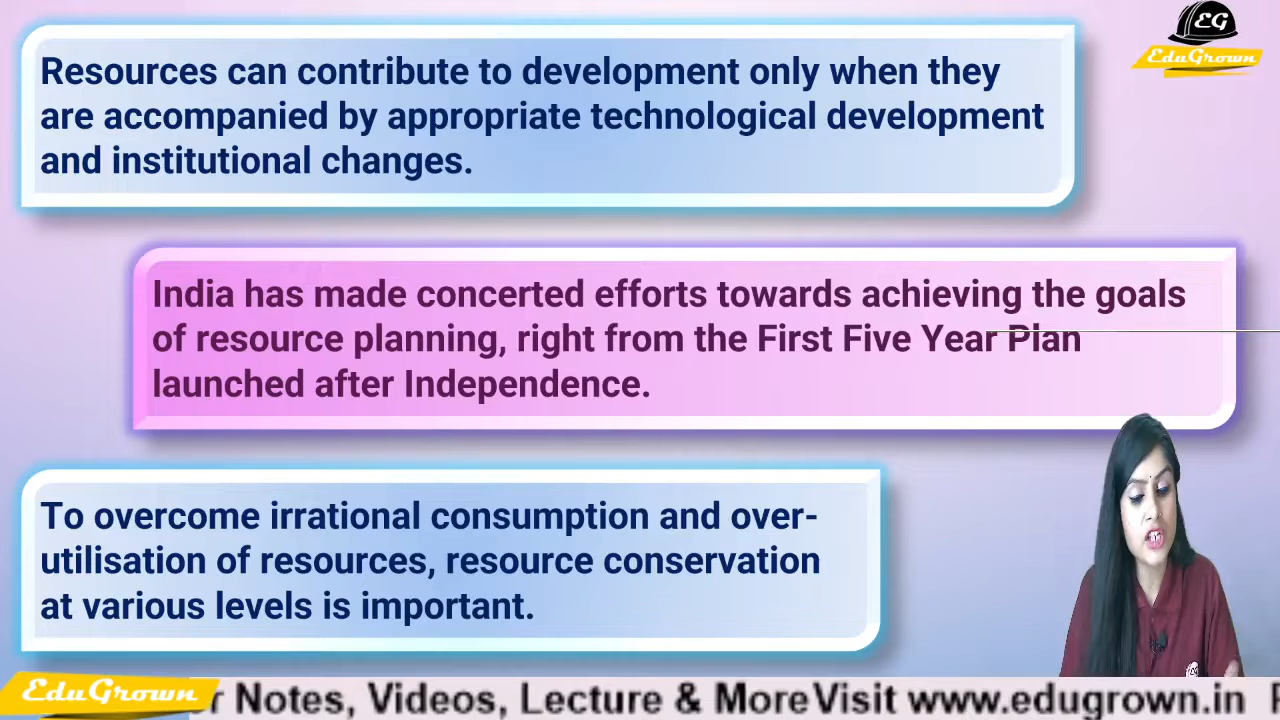 EG
EduGrown
Resources can contribute to development only when they
are accompanied by appropriate technological development
and institutional changes.
India has made concerted efforts towards achieving the goals
of resource planning, right from the First Five Year Plan
launched after Independence.
To overcome irrational consumption and over-
utilisation of resources, resource conservation
at various levels is important.
EduGrown r Notes, Videos, Lecture & More Visit www.edugrown.in